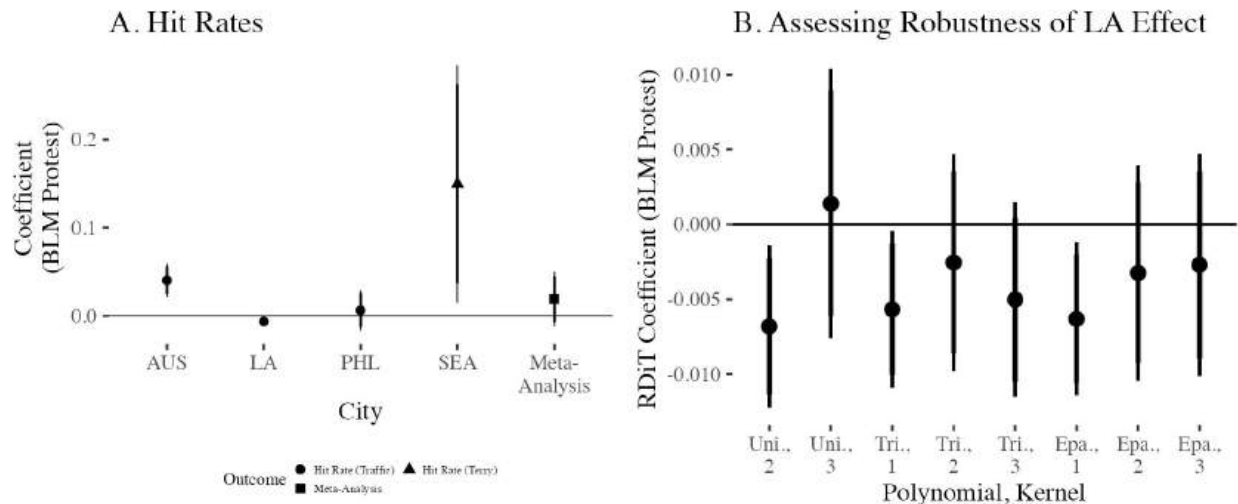 A. Hit Rates
Coefficient
(BLM Protest)
0.2
0.1
0.0
AUS LA PHL SEA Meta-
Analysis
City
Outcome ● Hit Rate (Traffic) ▲ Hit Rate (Terry)
■ Meta-Analysis
B. Assessing Robustness of LA Effect
RDiT Coefficient (BLM Protest)
0.010
0.005
0.000
-0.005
-0.010
Uni., Uni., Tri., Tri., Tri., Epa., Epa., Epa.,
2 3 1 2 3 1 2 3
Polynomial, Kernel